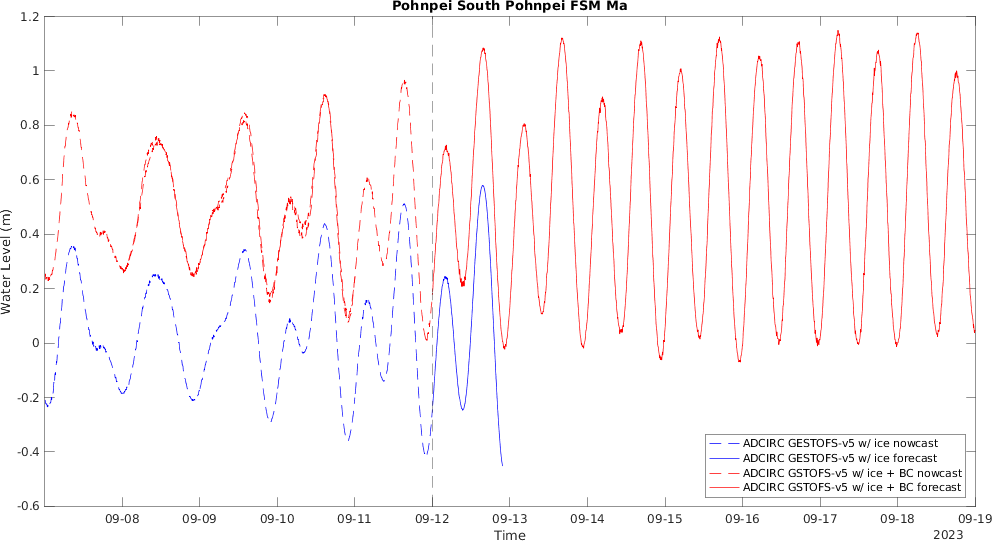 Pohnpei South Pohnpei FSM Ma
1.2
1
0.8
0.6
0.4
0.2
0
-0.2
-0.4
-0.6
Water Level (m)
09-08 09-09 09-10 09-11 09-12 09-13 09-14 09-15 09-16 09-17 09-18 09-19
Time
2023
ADCIRC GESTOFS-v5 w/ ice nowcast
ADCIRC GESTOFS-v5 w/ ice forecast
ADCIRC GSTOFS-v5 w/ ice + BC nowcast
ADCIRC GSTOFS-v5 w/ ice + BC forecast